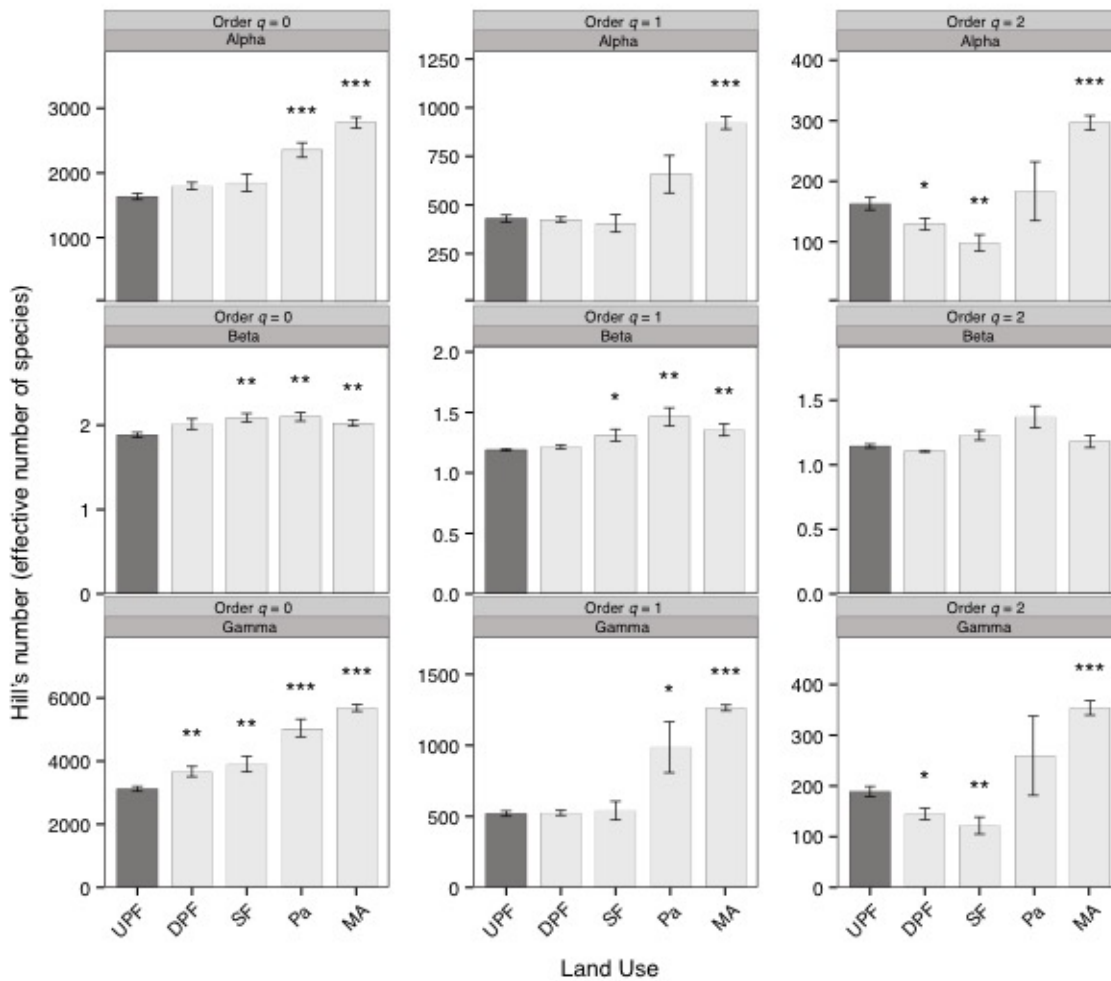 Order q = 0
Alpha
3000
2000
1000
***
***
Order q = 1
Alpha
1250
1000
750
500
250
***
Order q = 2
Alpha
400
300
200
100
*
**
***
Order q = 0
Beta
2
1
0
**
**
**
Order q = 1
Beta
2.0
1.5
1.0
0.5
0.0
*
**
**
Order q = 2
Beta
1.5
1.0
0.5
0.0
Order q = 0
Gamma
6000
4000
2000
0
**
**
***
***
Order q = 1
Gamma
1500
1000
500
0
*
***
Order q = 2
Gamma
400
300
200
100
0
*
**
***
UPF
DPF
SF
Pa
MA
UPF
DPF
SF
Pa
MA
UPF
DPF
SF
Pa
MA
Hill's number (effective number of species)
Land Use